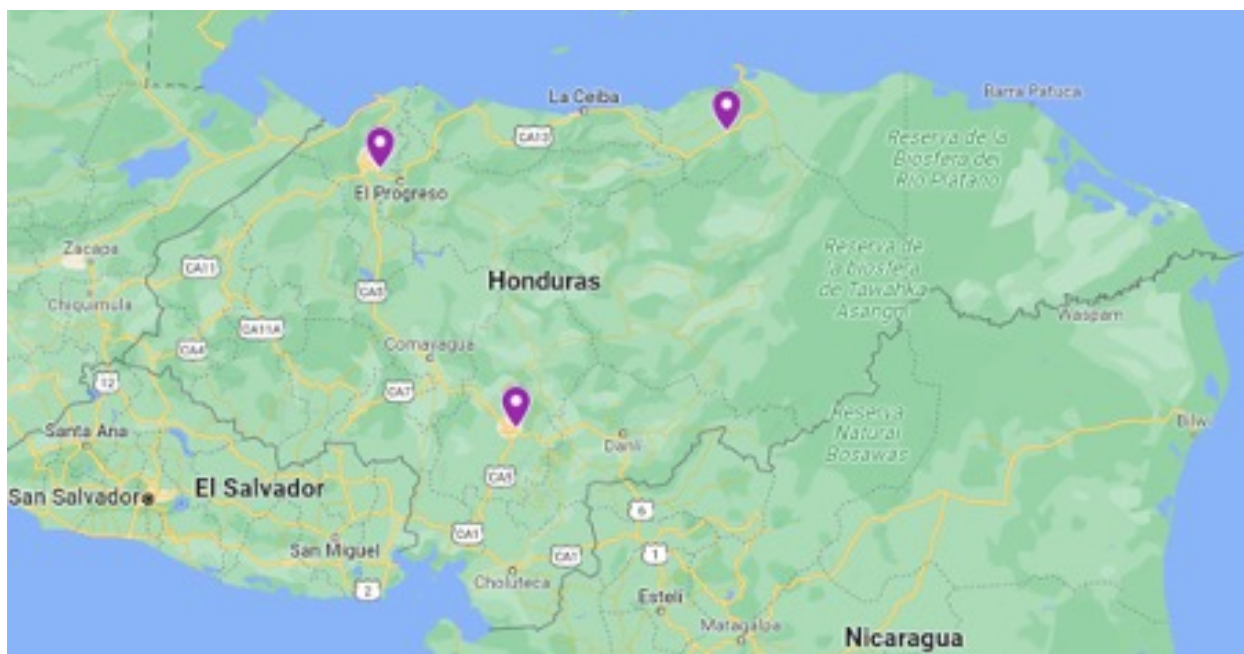 La Ceiba
Barra Patuca
CA13
Reserva de la
Biosfera del
Río Plátano
El Progreso
Zacapa
CA11
Reserva de
la biosfera
de Tawahka
Asangni
Honduras
CA5
Chiquimula
Waspam
CA11A
CA4
Comayagua
12
CA7
Reserva
Natural
Bosawas
Santa Ana
Danlí
Bilwi
San Salvador
El Salvador
CA5
6
CA1
San Miguel
CA1
1
Choluteca
2
Estelí
Matagalpa
Nicaragua